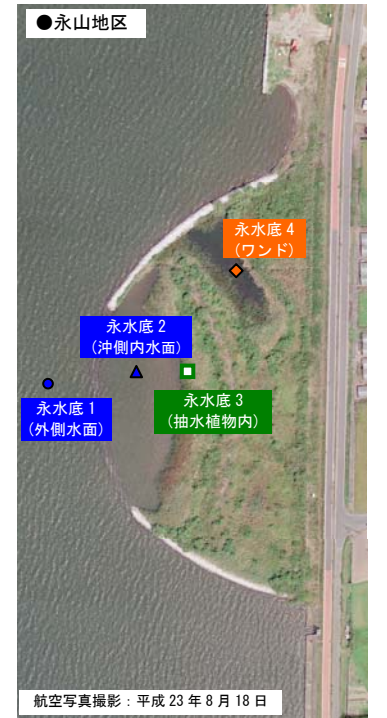 ●永山地区
永水底 4
(ワンド)
永水底 2
(沖側内水面)
永水底 1
(外側水面)
永水底 3
(抽水植物内)
航空写真撮影：平成 23 年 8 月 18 日